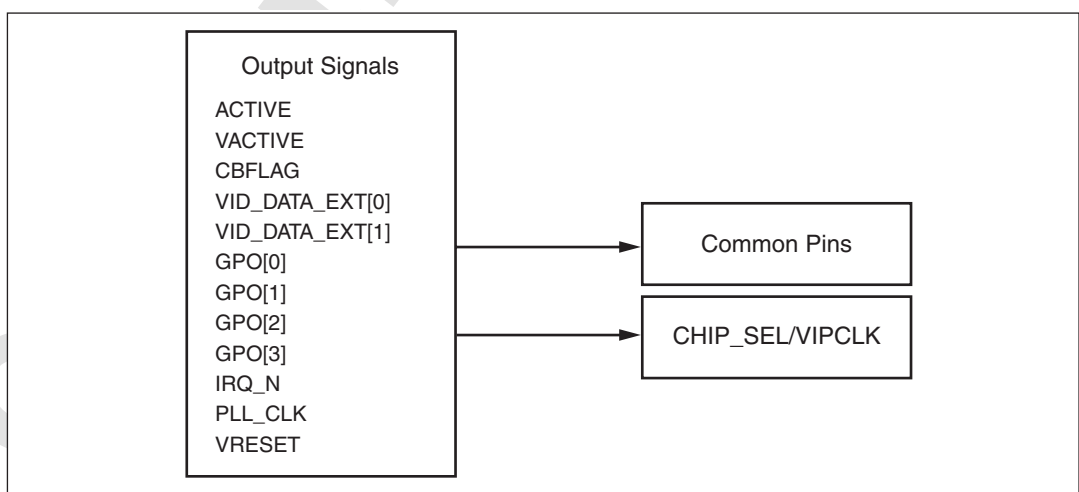 Output Signals
ACTIVE
VACTIVE
CBFLAG
VID_DATA_EXT[0]
VID_DATA_EXT[1]
GPO[0]
GPO[1]
GPO[2]
GPO[3]
IRQ_N
PLL_CLK
VRESET
Common Pins
CHIP_SEL/VIPCLK